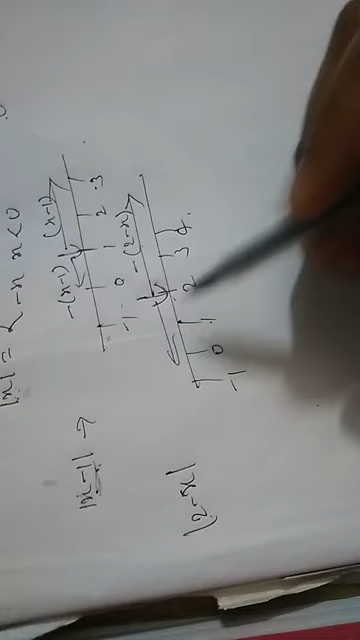 |x| = { -x x<0
|x-1| → -(x-1) (x-1)
-1 0 1 2 3
|2-x| -(2-x)
-1 0 1 2 3 4